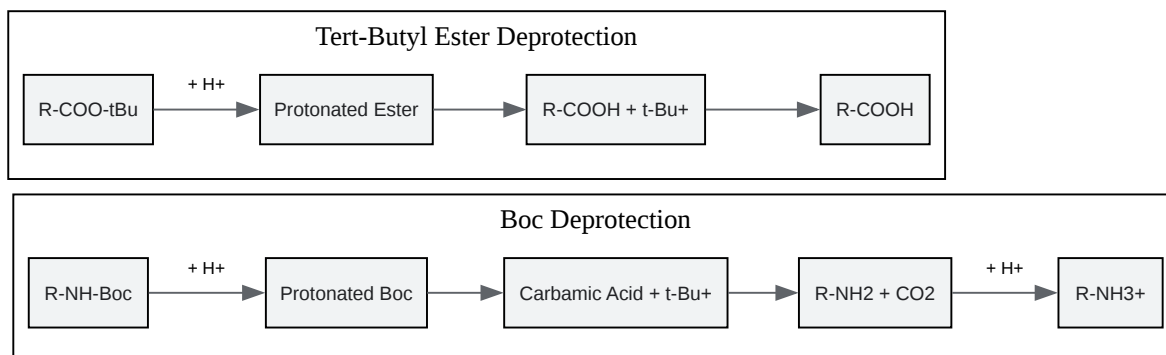 Tert-Butyl Ester Deprotection
+ H+
R-COO-tBu
Protonated Ester
R-COOH + t-Bu+
R-COOH
Boc Deprotection
+ H+
+ H+
R-NH-Boc
Protonated Boc
Carbamic Acid + t-Bu+
R-NH2 + CO2
R-NH3+